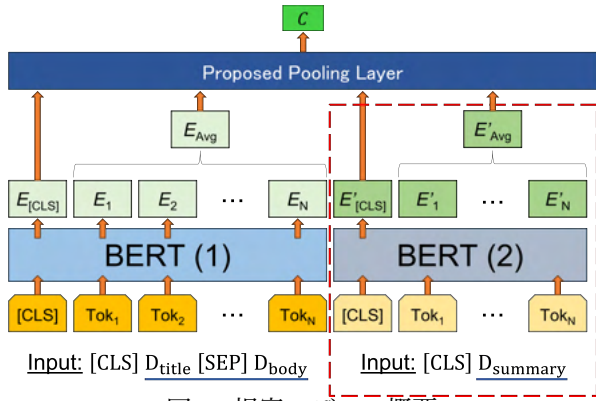 C
Proposed Pooling Layer
E_Avg E'_Avg
E_[CLS] E_1 E_2 … E_N E'_[CLS] E'_1 … E'_N
BERT (1) BERT (2)
[CLS] Tok_1 Tok_2 … Tok_N [CLS] Tok_1 … Tok_N
Input: [CLS] D_title [SEP] D_body Input: [CLS] D_summary